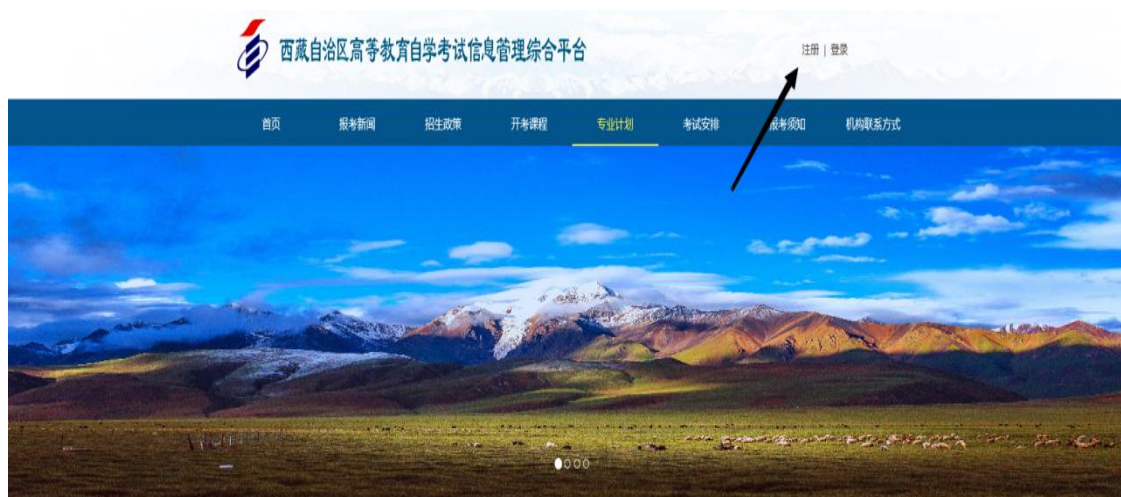 西藏自治区高等教育自学考试信息管理综合平台
注册 | 登录
首页 报考新闻 招生政策 开考课程 专业计划 考试安排 报考须知 机构联系方式